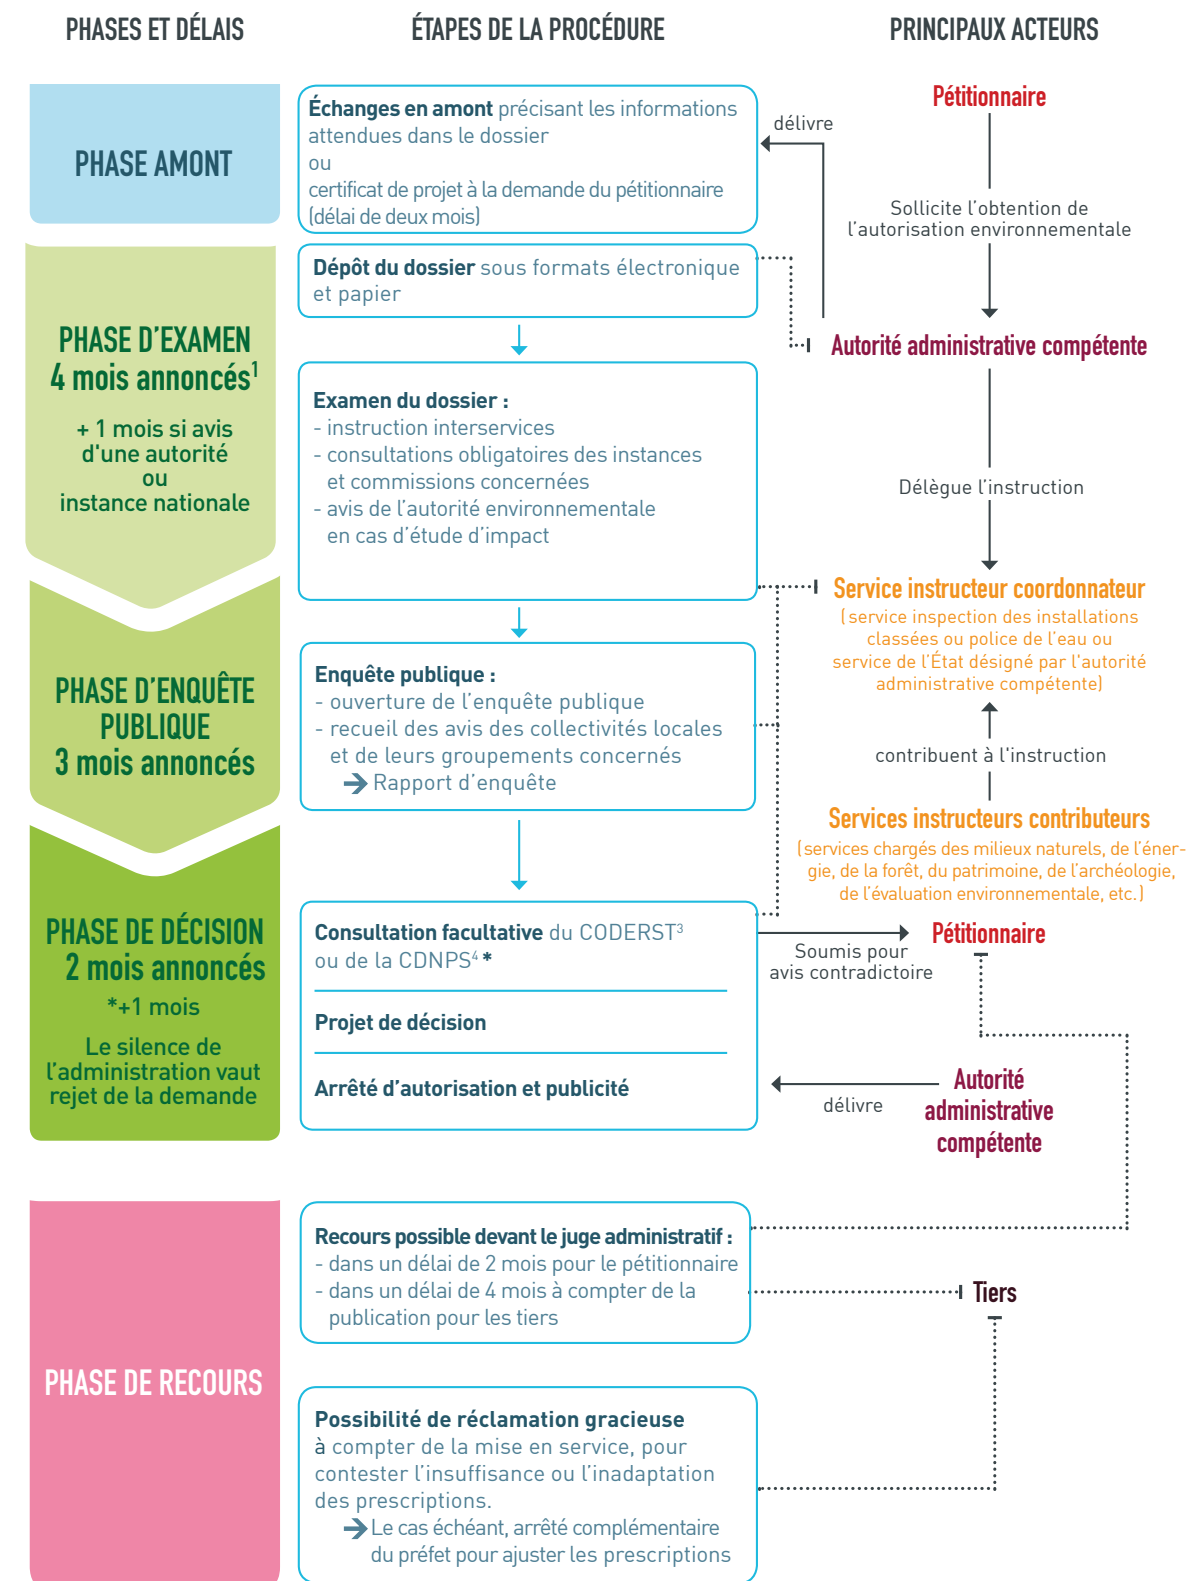 PHASES ET DÉLAIS
ÉTAPES DE LA PROCÉDURE
PRINCIPAUX ACTEURS
PHASE AMONT
Échanges en amont précisant les informations
attendues dans le dossier
ou
certificat de projet à la demande du pétitionnaire
(délai de deux mois)
délivre
Pétitionnaire
Sollicite l'obtention de
l'autorisation environnementale
PHASE D'EXAMEN
4 mois annoncés¹
+ 1 mois si avis
d'une autorité
ou
instance nationale
Dépôt du dossier sous formats électronique
et papier
Autorité administrative compétente
Examen du dossier :
- instruction interservices
- consultations obligatoires des instances
et commissions concernées
- avis de l'autorité environnementale
en cas d'étude d'impact
Délègue l'instruction
Service instructeur coordonnateur
(service inspection des installations
classées ou police de l'eau ou
service de l'État désigné par l'autorité
administrative compétente)
PHASE D'ENQUÊTE
PUBLIQUE
3 mois annoncés
Enquête publique :
- ouverture de l'enquête publique
- recueil des avis des collectivités locales
et de leurs groupements concernés
➔ Rapport d'enquête
contribuent à l'instruction
Services instructeurs contributeurs
(services chargés des milieux naturels, de l'éner-
gie, de la forêt, du patrimoine, de l'archéologie,
de l'évaluation environnementale, etc.)
PHASE DE DÉCISION
2 mois annoncés
*+1 mois
Le silence de
l'administration vaut
rejet de la demande
Consultation facultative du CODERST³
ou de la CDNPS⁴ *
Projet de décision
Arrêté d'autorisation et publicité
Soumis pour
avis contradictoire
Pétitionnaire
délivre
Autorité
administrative
compétente
PHASE DE RECOURS
Recours possible devant le juge administratif :
- dans un délai de 2 mois pour le pétitionnaire
- dans un délai de 4 mois à compter de la
publication pour les tiers
Tiers
Possibilité de réclamation gracieuse
à compter de la mise en service, pour
contester l'insuffisance ou l'inadaptation
des prescriptions.
➔ Le cas échéant, arrêté complémentaire
du préfet pour ajuster les prescriptions